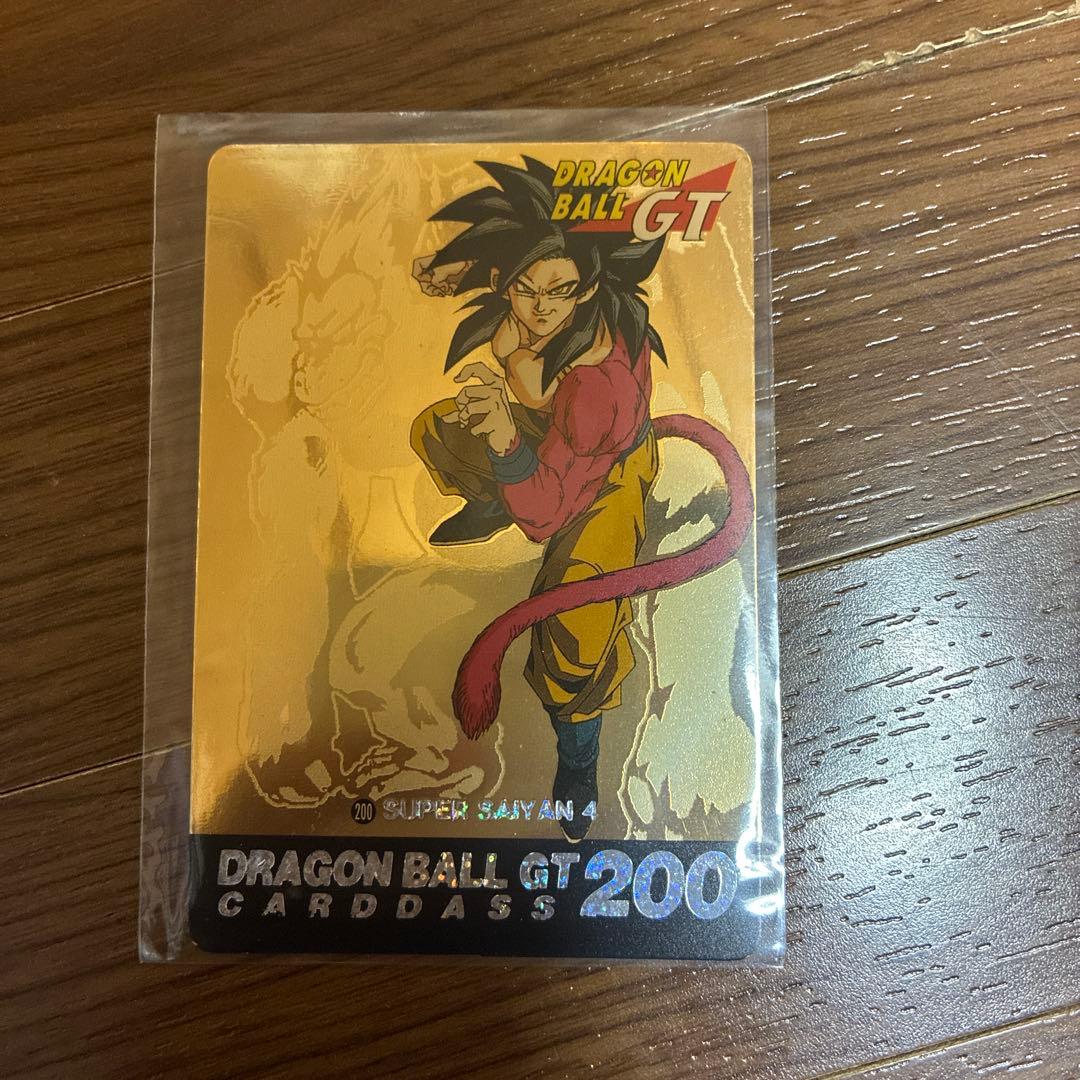 DRAGON
BALL GT
200 SUPER SAIYAN 4
DRAGON BALL GT 200
CARDDASS